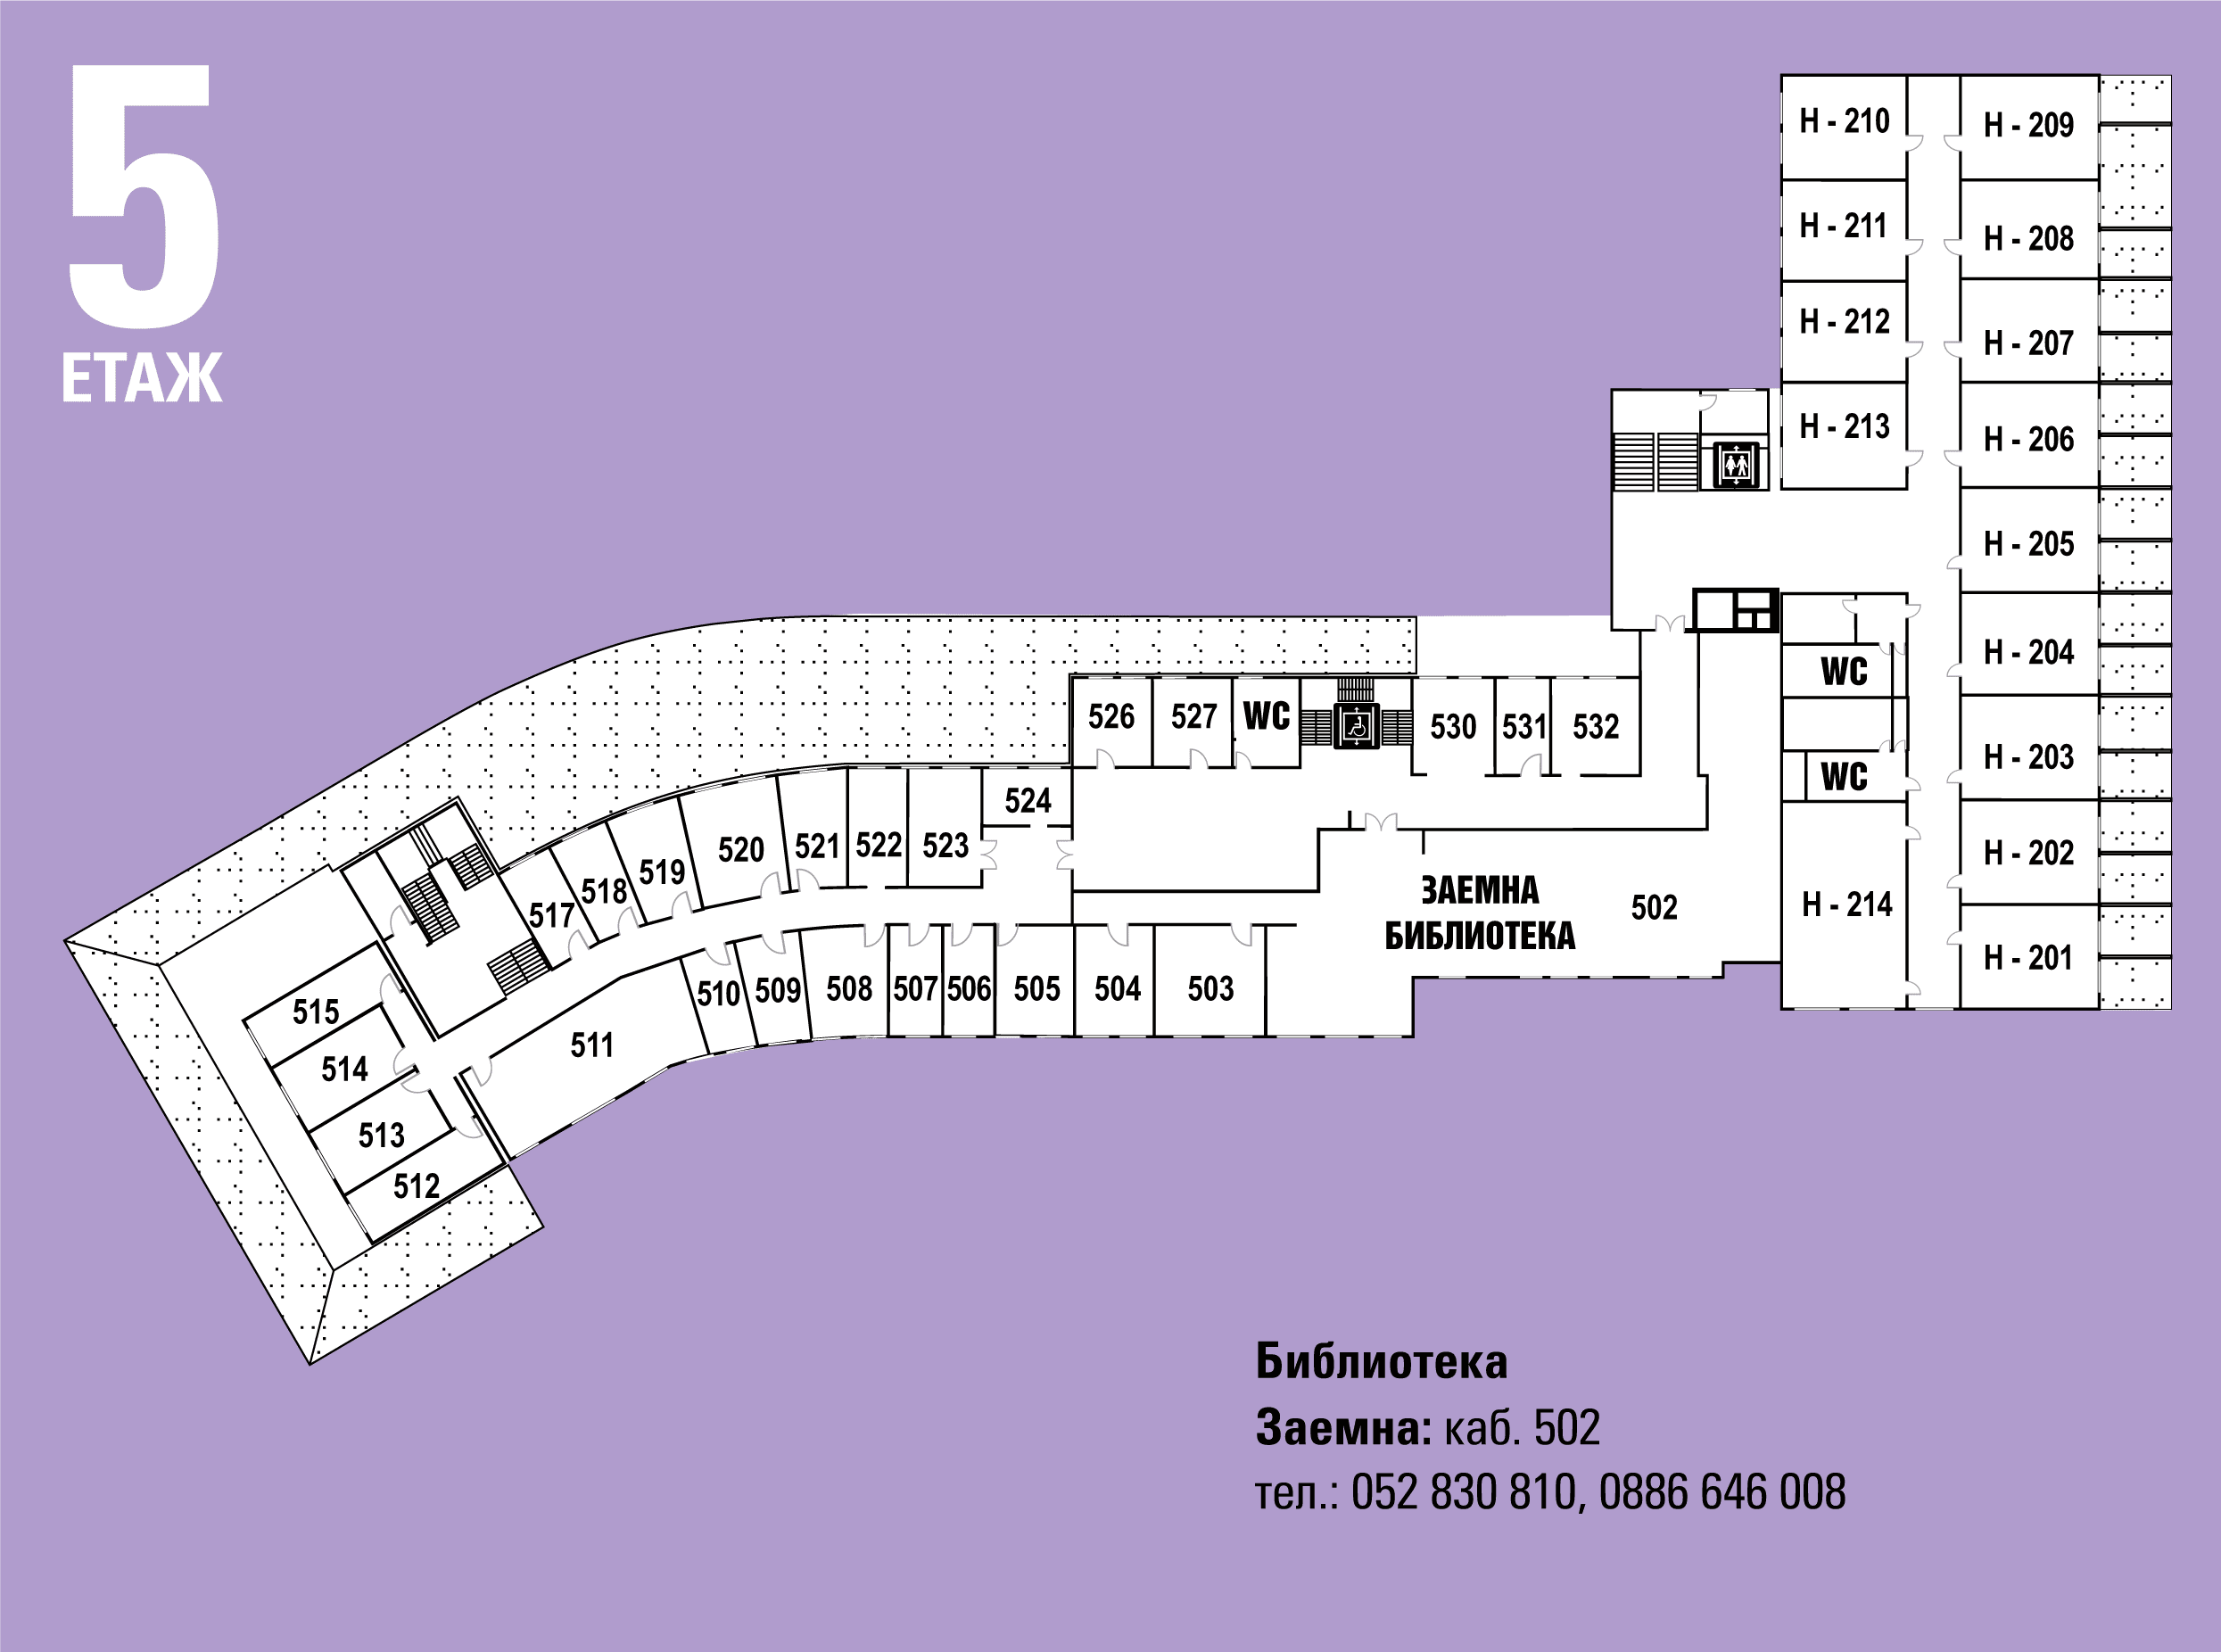 5
ЕТАЖ
Н - 210
Н - 209
Н - 211
Н - 208
Н - 212
Н - 207
Н - 213
Н - 206
Н - 205
Н - 204
WC
Н - 203
WC
Н - 202
Н - 214
Н - 201
526
527
WC
530
531
532
524
517
518
519
520
521
522
523
ЗАЕМНА
БИБЛИОТЕКА
502
515
514
513
512
511
510
509
508
507
506
505
504
503
Библиотека
Заемна: каб. 502
тел.: 052 830 810, 0886 646 008